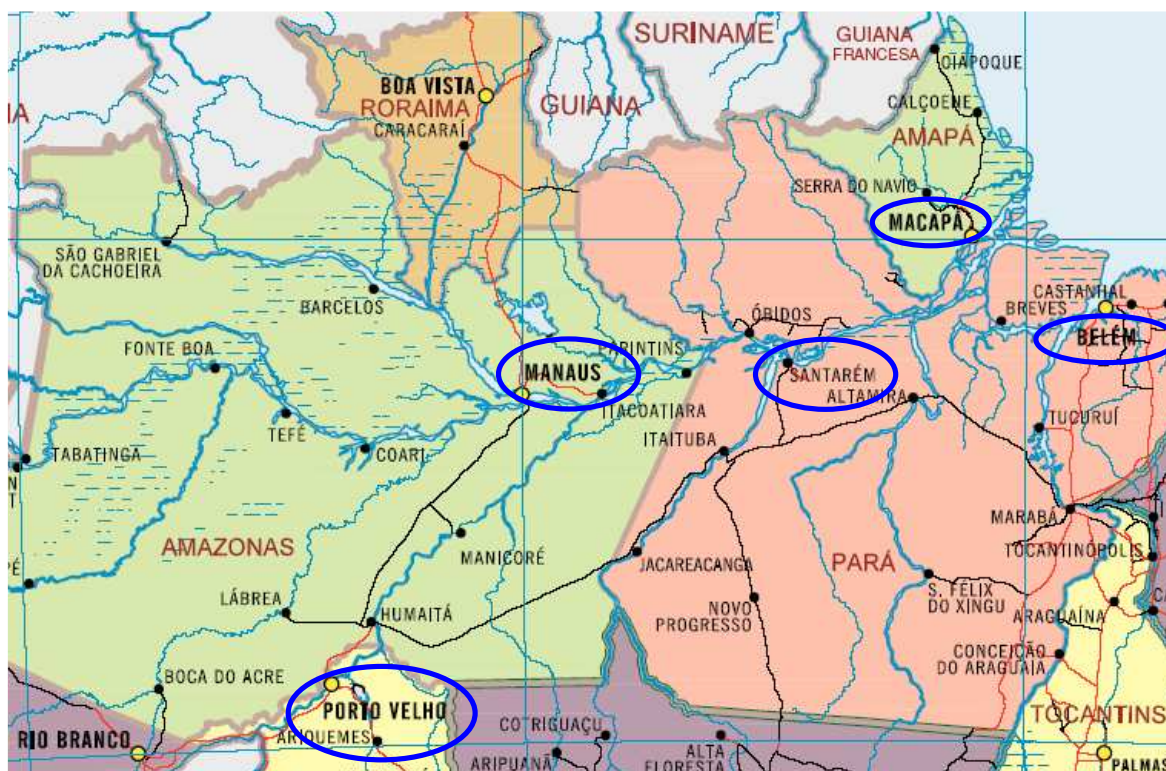 SURINAME
GUIANA
FRANCESA
OIAPOQUE
BOA VISTA
RORAIMA
GUIANA
CALÇOENE
CARACARAÍ
AMAPÁ
SERRA DO NAVIO
MACAPÁ
SÃO GABRIEL
DA CACHOEIRA
BARCELOS
CASTANHAL
BREVES
ÓBIDOS
BELÉM
FONTE BOA
PARINTINS
MANAUS
SANTARÉM
ALTAMIRA
ITACOATIARA
TUCURUÍ
TEFÉ
ITAITUBA
TABATINGA
COARI
MARABÁ
AMAZONAS
MANICORÉ
TOCANTINÓPOLIS
JACAREACANGA
PARÁ
LÁBREA
HUMAITÁ
NOVO
PROGRESSO
S. FÉLIX
DO XINGU
ARAGUAÍNA
CONCEIÇÃO
DO ARAGUAIA
BOCA DO ACRE
PORTO VELHO
TOCANTINS
COTRIGUAÇU
RIO BRANCO
ARIQUEMES
ALTA
FLORESTA
ARIPUANÃ
PALMAS